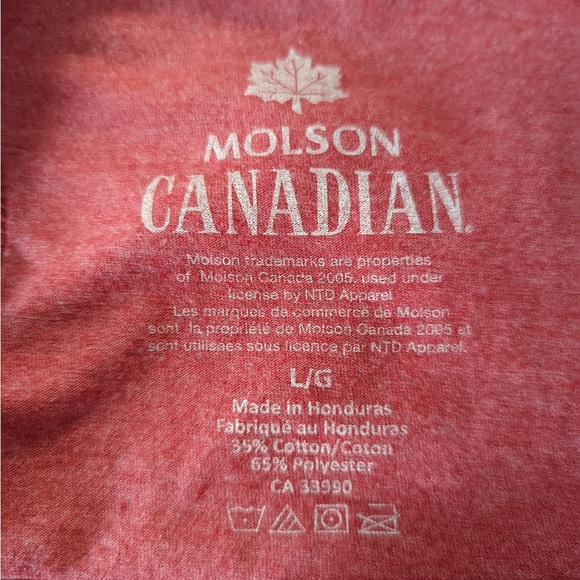 MOLSON
CANADIAN.
Molson trademarks are properties
of Molson Canada 2005, used under
license by NTD Apparel
Les marques de commerce de Molson
sont la propriété de Molson Canada 2005 et
sont utilisées sous licence par NTD Apparel.
L/G
Made in Honduras
Fabriqué au Honduras
35% Cotton/Coton
65% Polyester
CA 33990